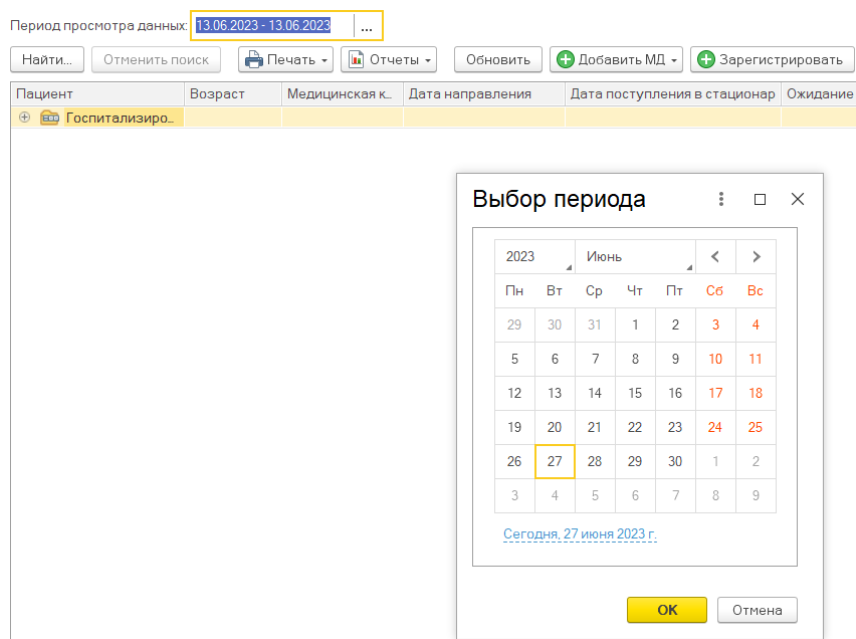 Период просмотра данных: 13.06.2023 - 13.06.2023 ...
Найти... Отменить поиск Печать Отчеты Обновить Добавить МД Зарегистрировать
Пациент Возраст Медицинская к... Дата направления Дата поступления в стационар Ожидание
Госпитализиро...
Выбор периода
2023 Июнь < >
Пн Вт Ср Чт Пт Сб Вс
29 30 31 1 2 3 4
5 6 7 8 9 10 11
12 13 14 15 16 17 18
19 20 21 22 23 24 25
26 27 28 29 30 1 2
3 4 5 6 7 8 9
Сегодня, 27 июня 2023 г.
ОК Отмена